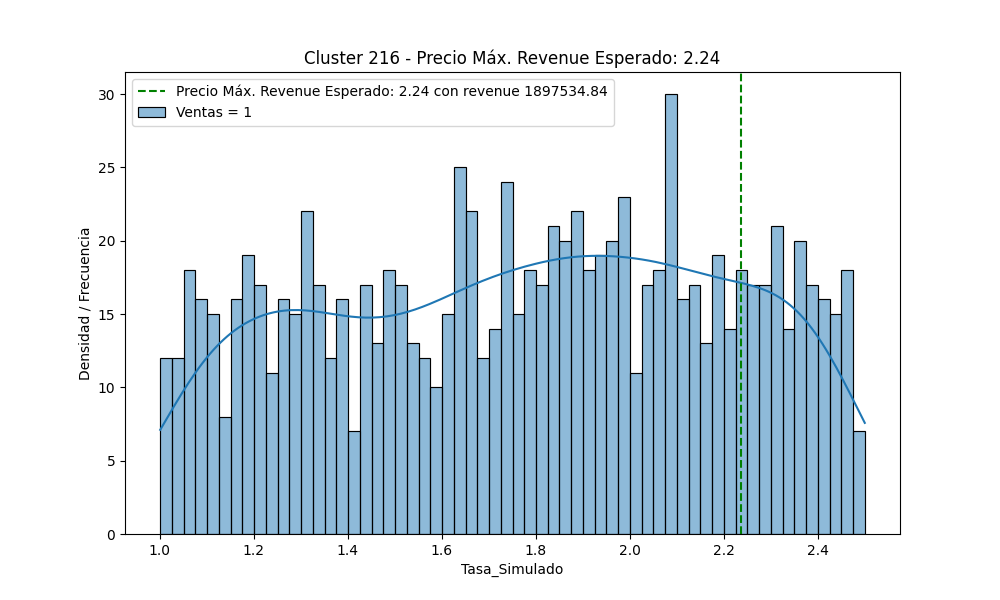 Cluster 216 - Precio Máx. Revenue Esperado: 2.24
Precio Máx. Revenue Esperado: 2.24 con revenue 1897534.84
Ventas = 1
Densidad / Frecuencia
30
25
20
15
10
5
0
1.0 1.2 1.4 1.6 1.8 2.0 2.2 2.4
Tasa_Simulado